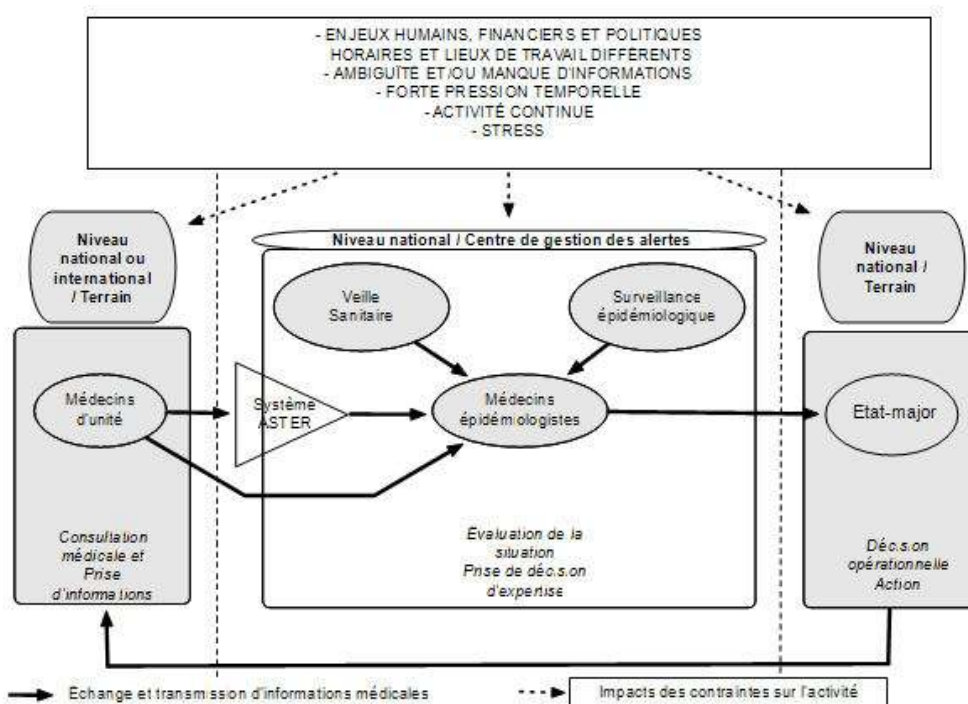 - ENJEUX HUMAINS, FINANCIERS ET POLITIQUES
HORAIRES ET LIEUX DE TRAVAIL DIFFÉRENTS
- AMBIGUÏTÉ ET/OU MANQUE D'INFORMATIONS
- FORTE PRESSION TEMPORELLE
- ACTIVITÉ CONTINUE
- STRESS
Niveau
national ou
international
/ Terrain
Niveau national / Centre de gestion des alertes
Niveau
national /
Terrain
Veille
Sanitaire
Surveillance
épidémiologique
Médecins
d'unité
Système
ASTER
Médecins
épidémiologistes
Etat-major
Consultation
médicale et
Prise
d'informations
Évaluation de la
situation
Prise de décision
d'expertise
Décision
opérationnelle
Action
Échange et transmission d'informations médicales
Impacts des contraintes sur l'activité